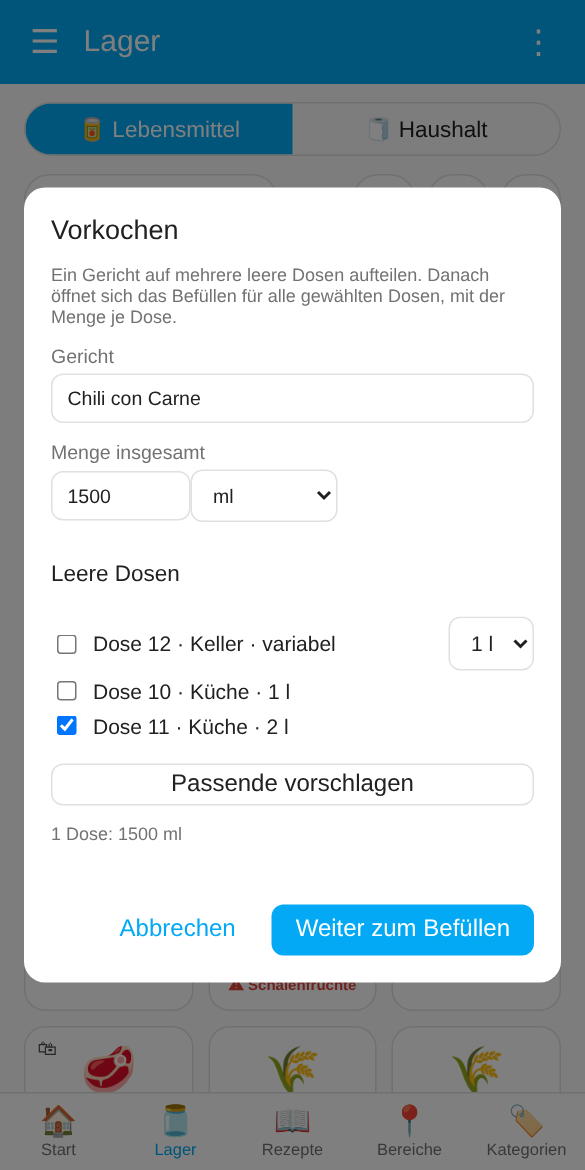 ☰ Lager ⋮
Lebensmittel Haushalt
Vorkochen
Ein Gericht auf mehrere leere Dosen aufteilen. Danach
öffnet sich das Befüllen für alle gewählten Dosen, mit der
Menge je Dose.
Gericht
Chili con Carne
Menge insgesamt
1500 ml
Leere Dosen
Dose 12 · Keller · variabel 1 l
Dose 10 · Küche · 1 l
Dose 11 · Küche · 2 l
Passende vorschlagen
1 Dose: 1500 ml
Abbrechen Weiter zum Befüllen
Schalenfrüchte
Start Lager Rezepte Bereiche Kategorien